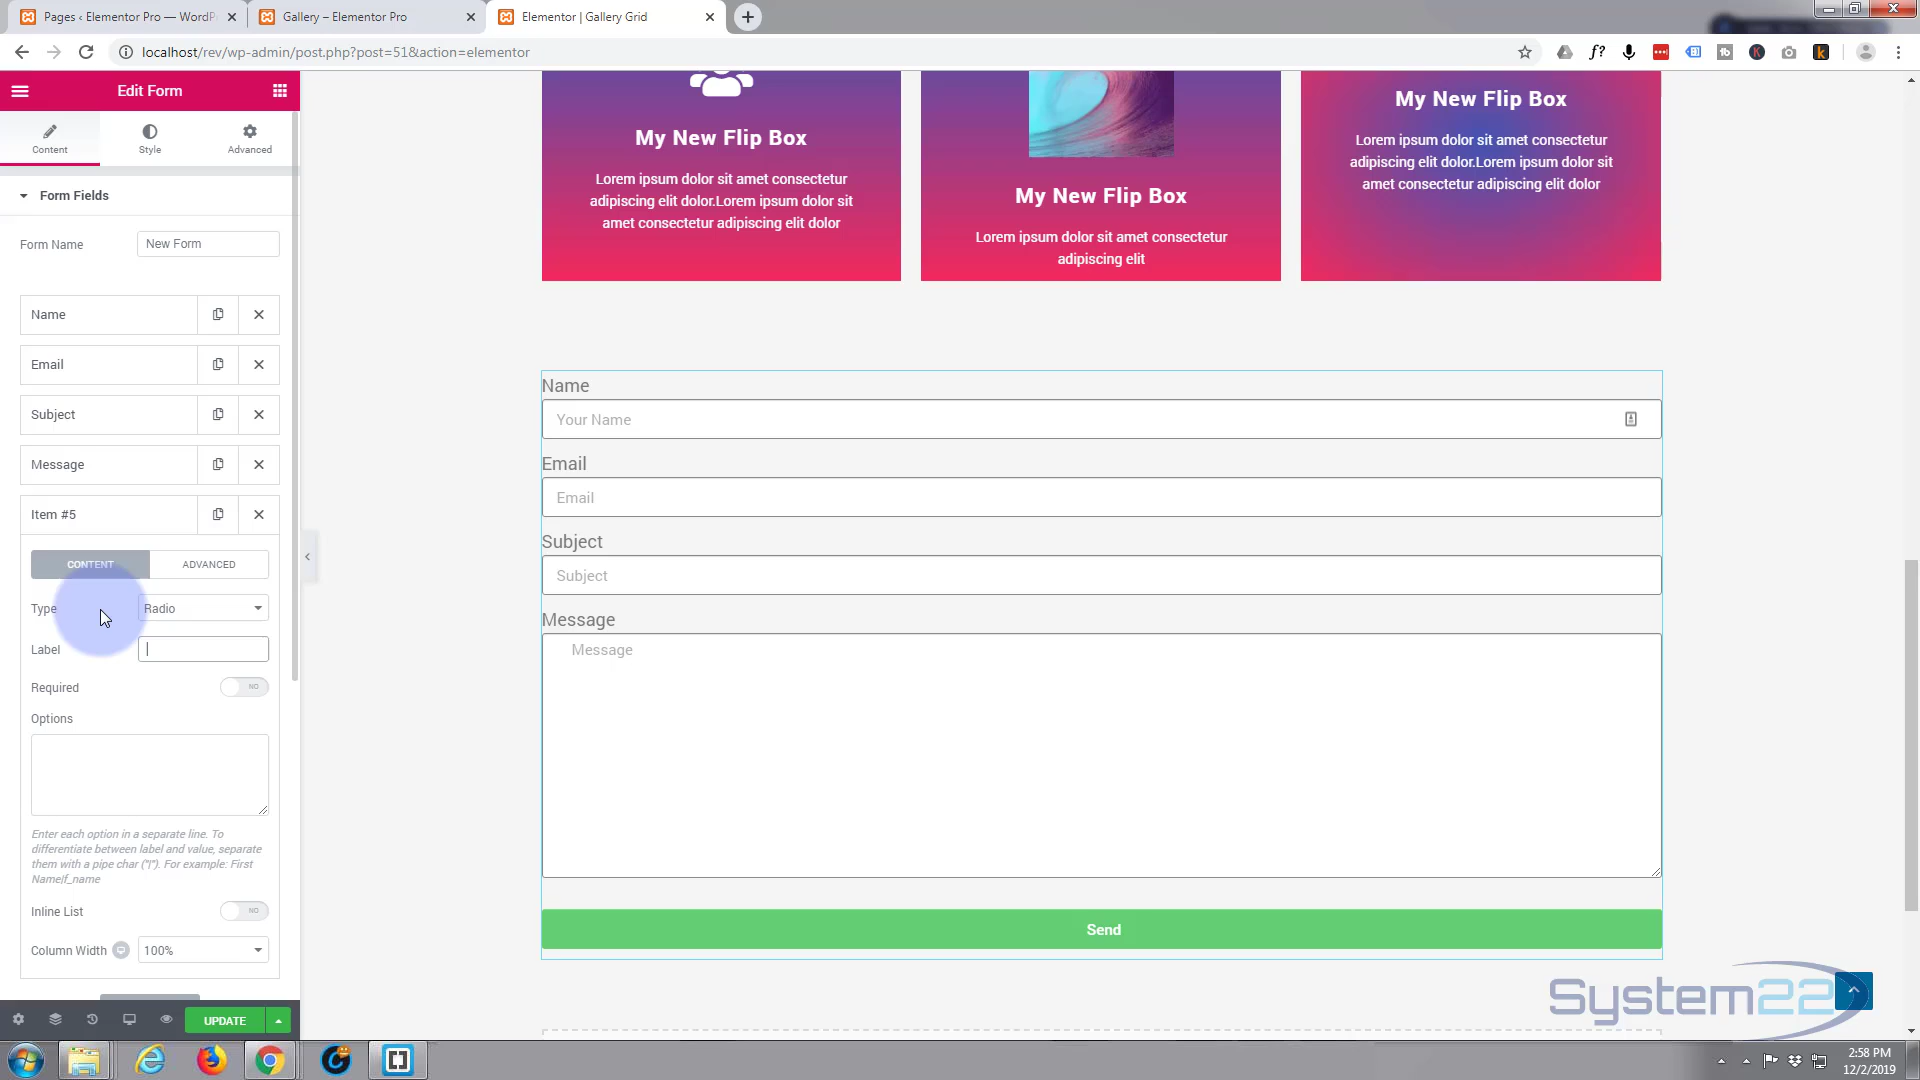 Pages ‹ Elementor Pro — WordP
Gallery – Elementor Pro
Elementor | Gallery Grid
localhost/rev/wp-admin/post.php?post=51&action=elementor
Edit Form
Content
Style
Advanced
Form Fields
Form Name
New Form
Name
Email
Subject
Message
Item #5
CONTENT
ADVANCED
Type
Radio
Label
Required
NO
Options
Enter each option in a separate line. To
differentiate between label and value, separate
them with a pipe char ("|"). For example: First
Name|f_name
Inline List
NO
Column Width
100%
UPDATE
My New Flip Box
Lorem ipsum dolor sit amet consectetur
adipiscing elit dolor.Lorem ipsum dolor sit
amet consectetur adipiscing elit dolor
My New Flip Box
Lorem ipsum dolor sit amet consectetur
adipiscing elit
My New Flip Box
Lorem ipsum dolor sit amet consectetur
adipiscing elit dolor.Lorem ipsum dolor sit
amet consectetur adipiscing elit dolor
Name
Your Name
Email
Email
Subject
Subject
Message
Message
Send
System22
2:58 PM
12/2/2019